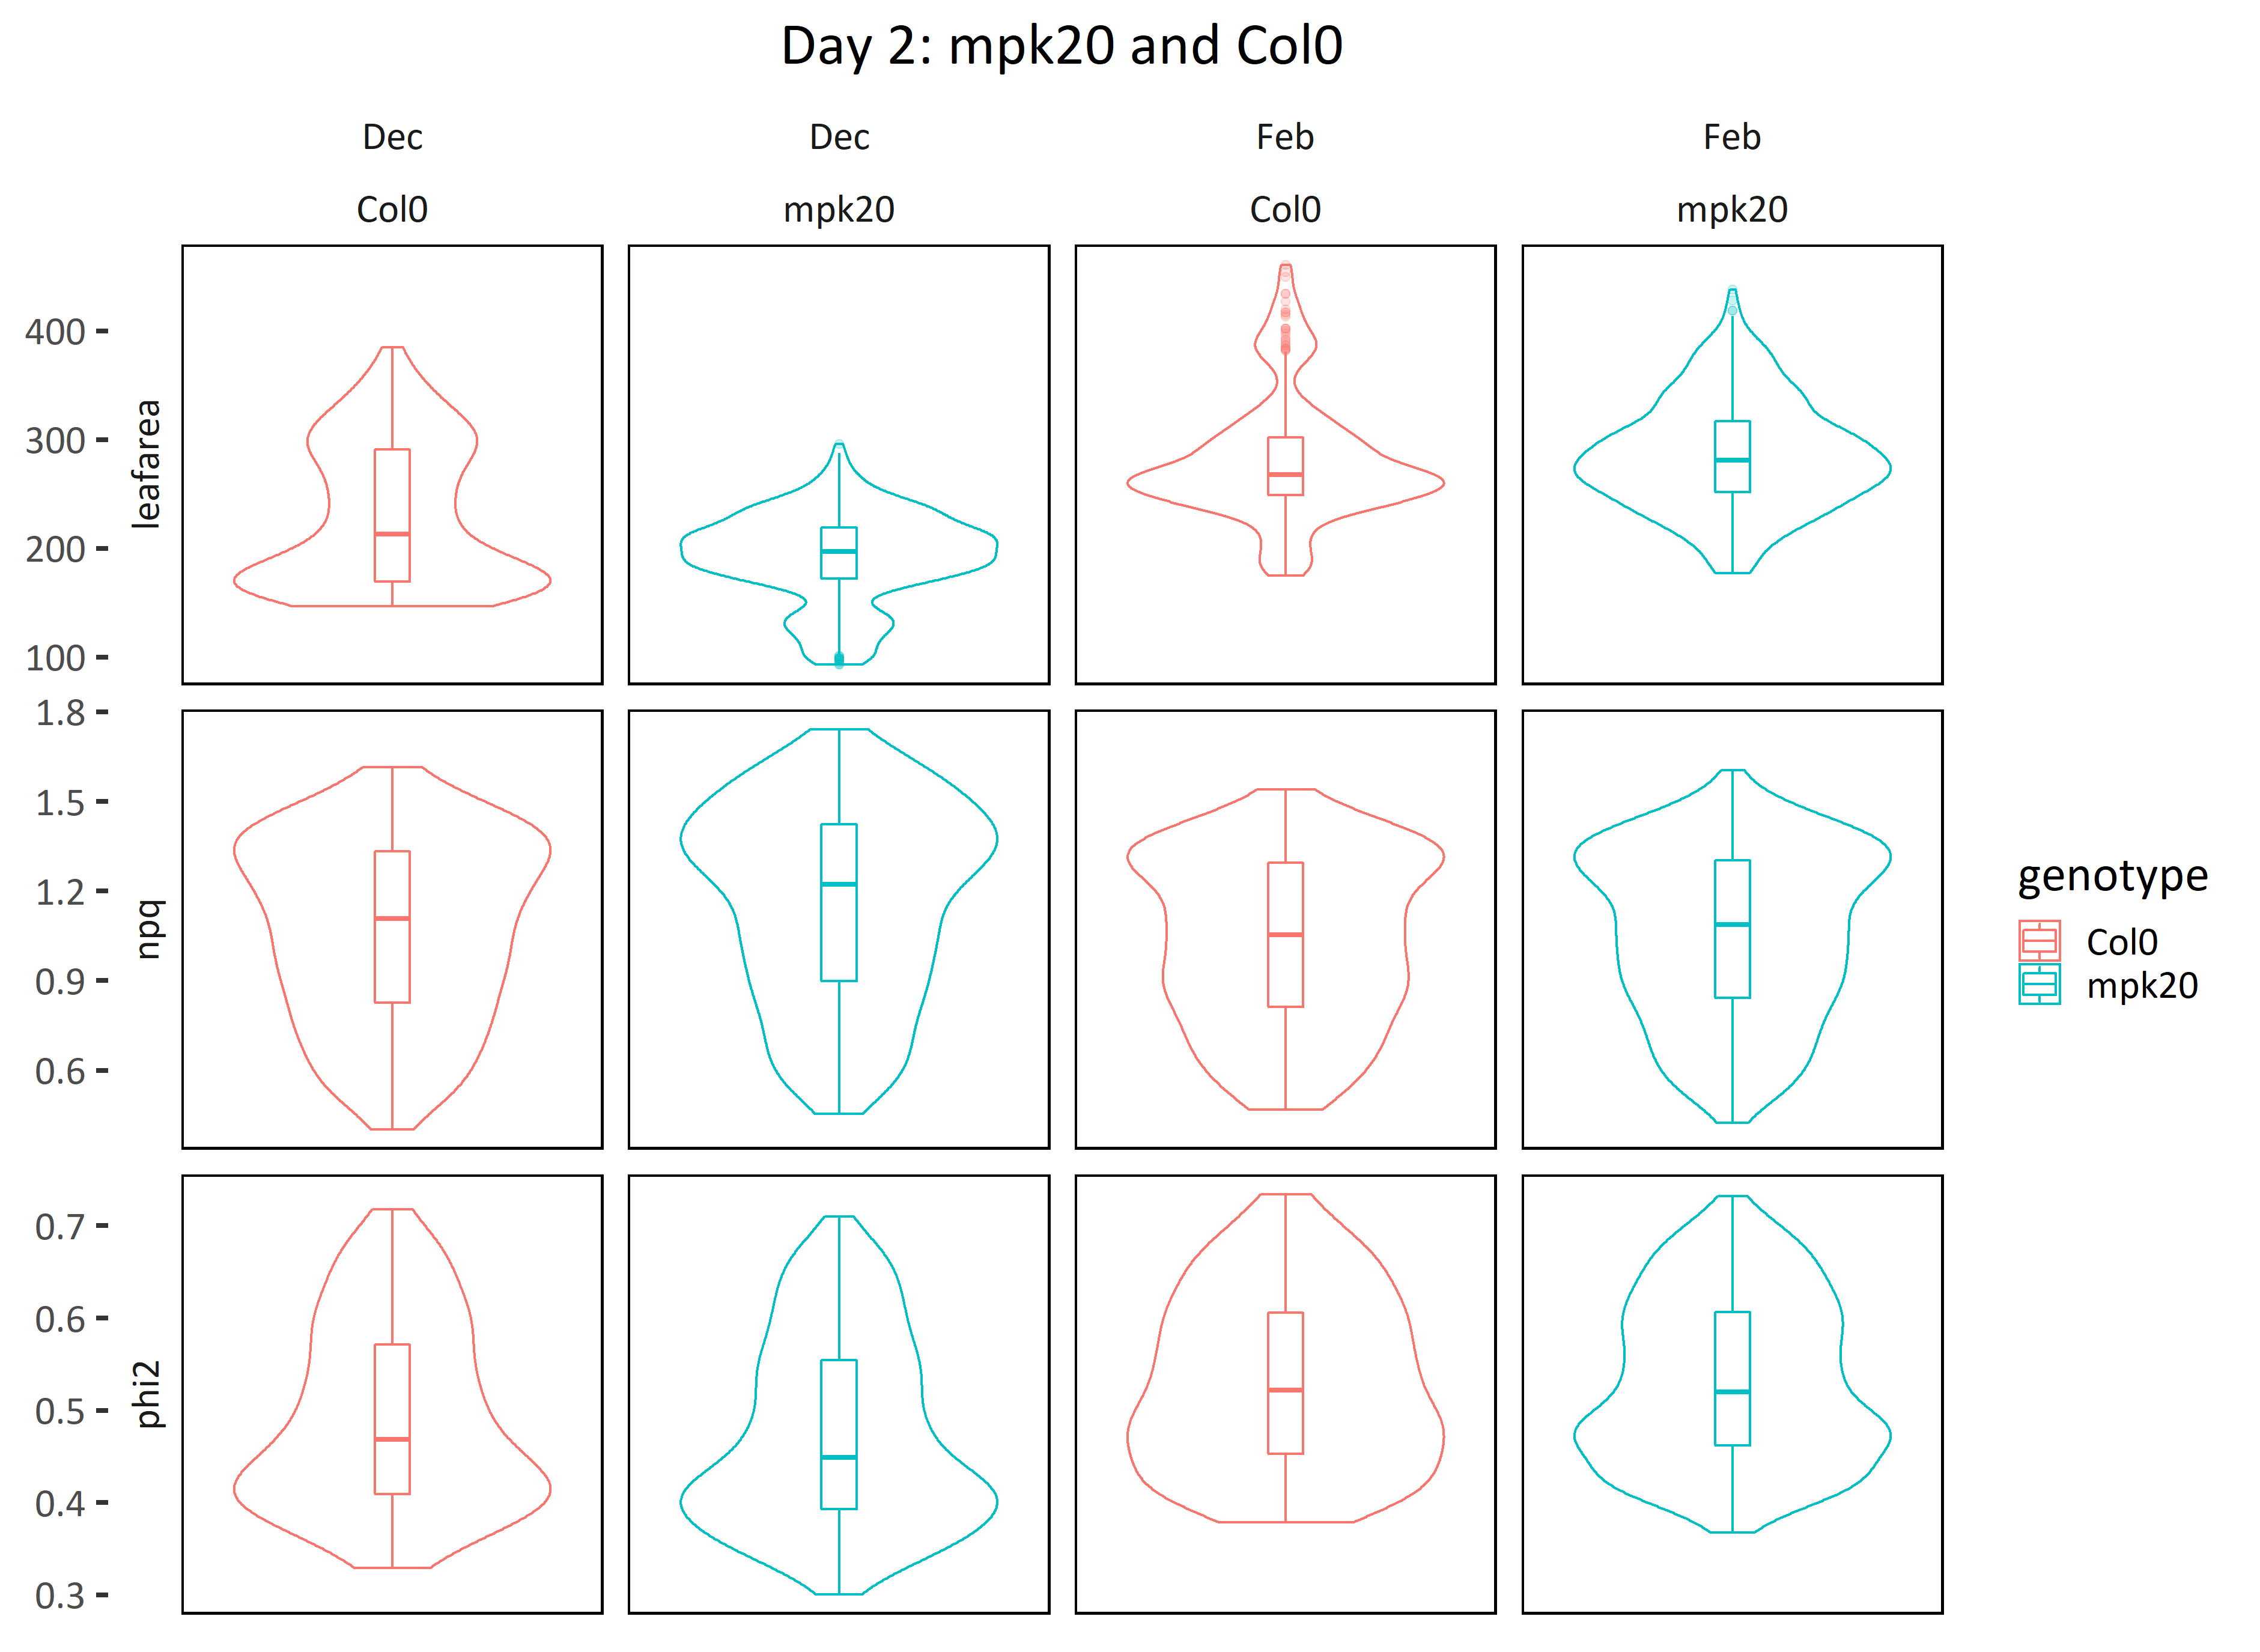 Day 2: mpk20 and Col0
Dec Dec Feb Feb
Col0 mpk20 Col0 mpk20
400
300
200
100
leafarea
1.8
1.5
1.2
0.9
0.6
npq
0.7
0.6
0.5
0.4
0.3
phi2
genotype
Col0
mpk20